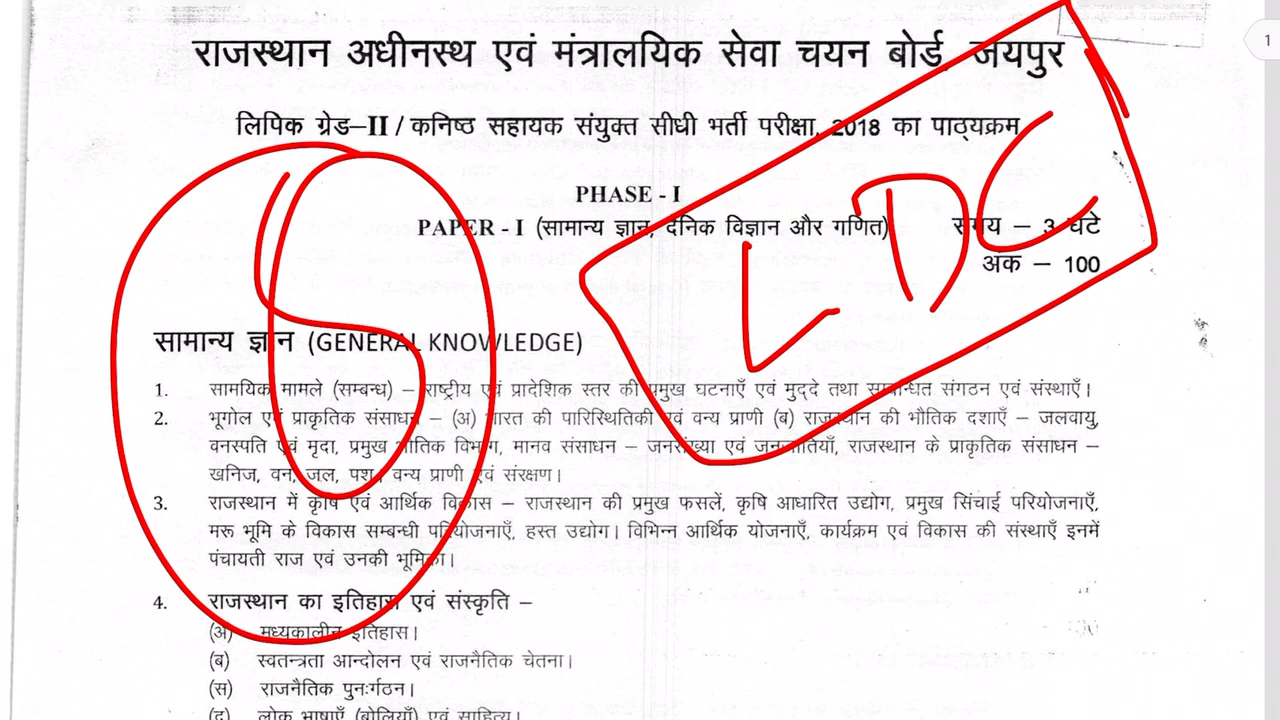 राजस्थान अधीनस्थ एवं मंत्रालयिक सेवा चयन बोर्ड, जयपुर
लिपिक ग्रेड–II / कनिष्ठ सहायक संयुक्त सीधी भर्ती परीक्षा, 2018 का पाठ्यक्रम
PHASE - I
PAPER - I (सामान्य ज्ञान, दैनिक विज्ञान और गणित)
समय – 3 घंटे
अंक – 100
LDC
सामान्य ज्ञान (GENERAL KNOWLEDGE)
1. सामयिक मामले (सम्बन्ध) – राष्ट्रीय एवं प्रादेशिक स्तर की प्रमुख घटनाएँ एवं मुद्दे तथा सम्बन्धित संगठन एवं संस्थाएँ।
2. भूगोल एवं प्राकृतिक संसाधन – (अ) भारत की पारिस्थितिकी एवं वन्य प्राणी (ब) राजस्थान की भौतिक दशाएँ – जलवायु,
वनस्पति एवं मृदा, प्रमुख भौतिक विभाग, मानव संसाधन – जनसंख्या एवं जनजातियाँ, राजस्थान के प्राकृतिक संसाधन –
खनिज, वन, जल, पशु, वन्य प्राणी एवं संरक्षण।
3. राजस्थान में कृषि एवं आर्थिक विकास – राजस्थान की प्रमुख फसलें, कृषि आधारित उद्योग, प्रमुख सिंचाई परियोजनाएँ,
मरू भूमि के विकास सम्बन्धी परियोजनाएँ, हस्त उद्योग। विभिन्न आर्थिक योजनाएँ, कार्यक्रम एवं विकास की संस्थाएँ इनमें
पंचायती राज एवं उनकी भूमिका।
4. राजस्थान का इतिहास एवं संस्कृति –
(अ) मध्यकालीन इतिहास।
(ब) स्वतन्त्रता आन्दोलन एवं राजनैतिक चेतना।
(स) राजनैतिक पुनःर्गठन।
(द) लोक भाषाएँ (बोलियाँ) एवं साहित्य।
1